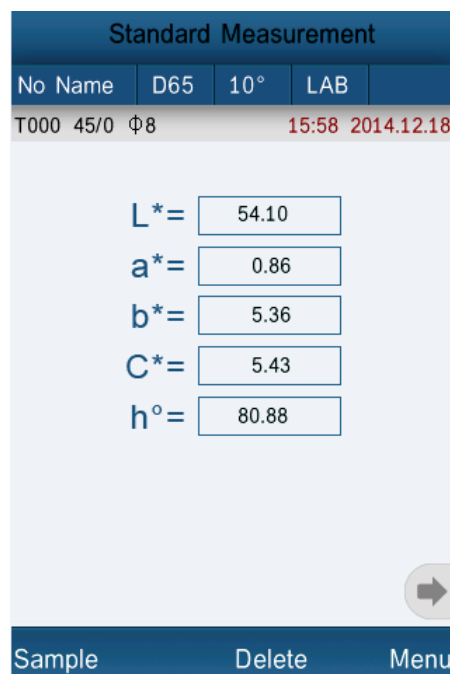 Standard Measurement
No Name D65 10° LAB
T000 45/0 Φ8 15:58 2014.12.18
L*= 54.10
a*= 0.86
b*= 5.36
C*= 5.43
h°= 80.88
Sample Delete Menu